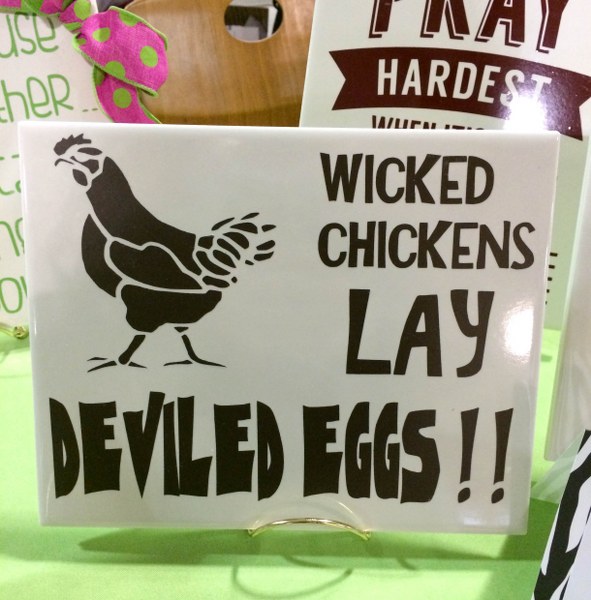 WICKED
CHICKENS
LAY
DEVILED EGGS!!
PRAY
HARDEST